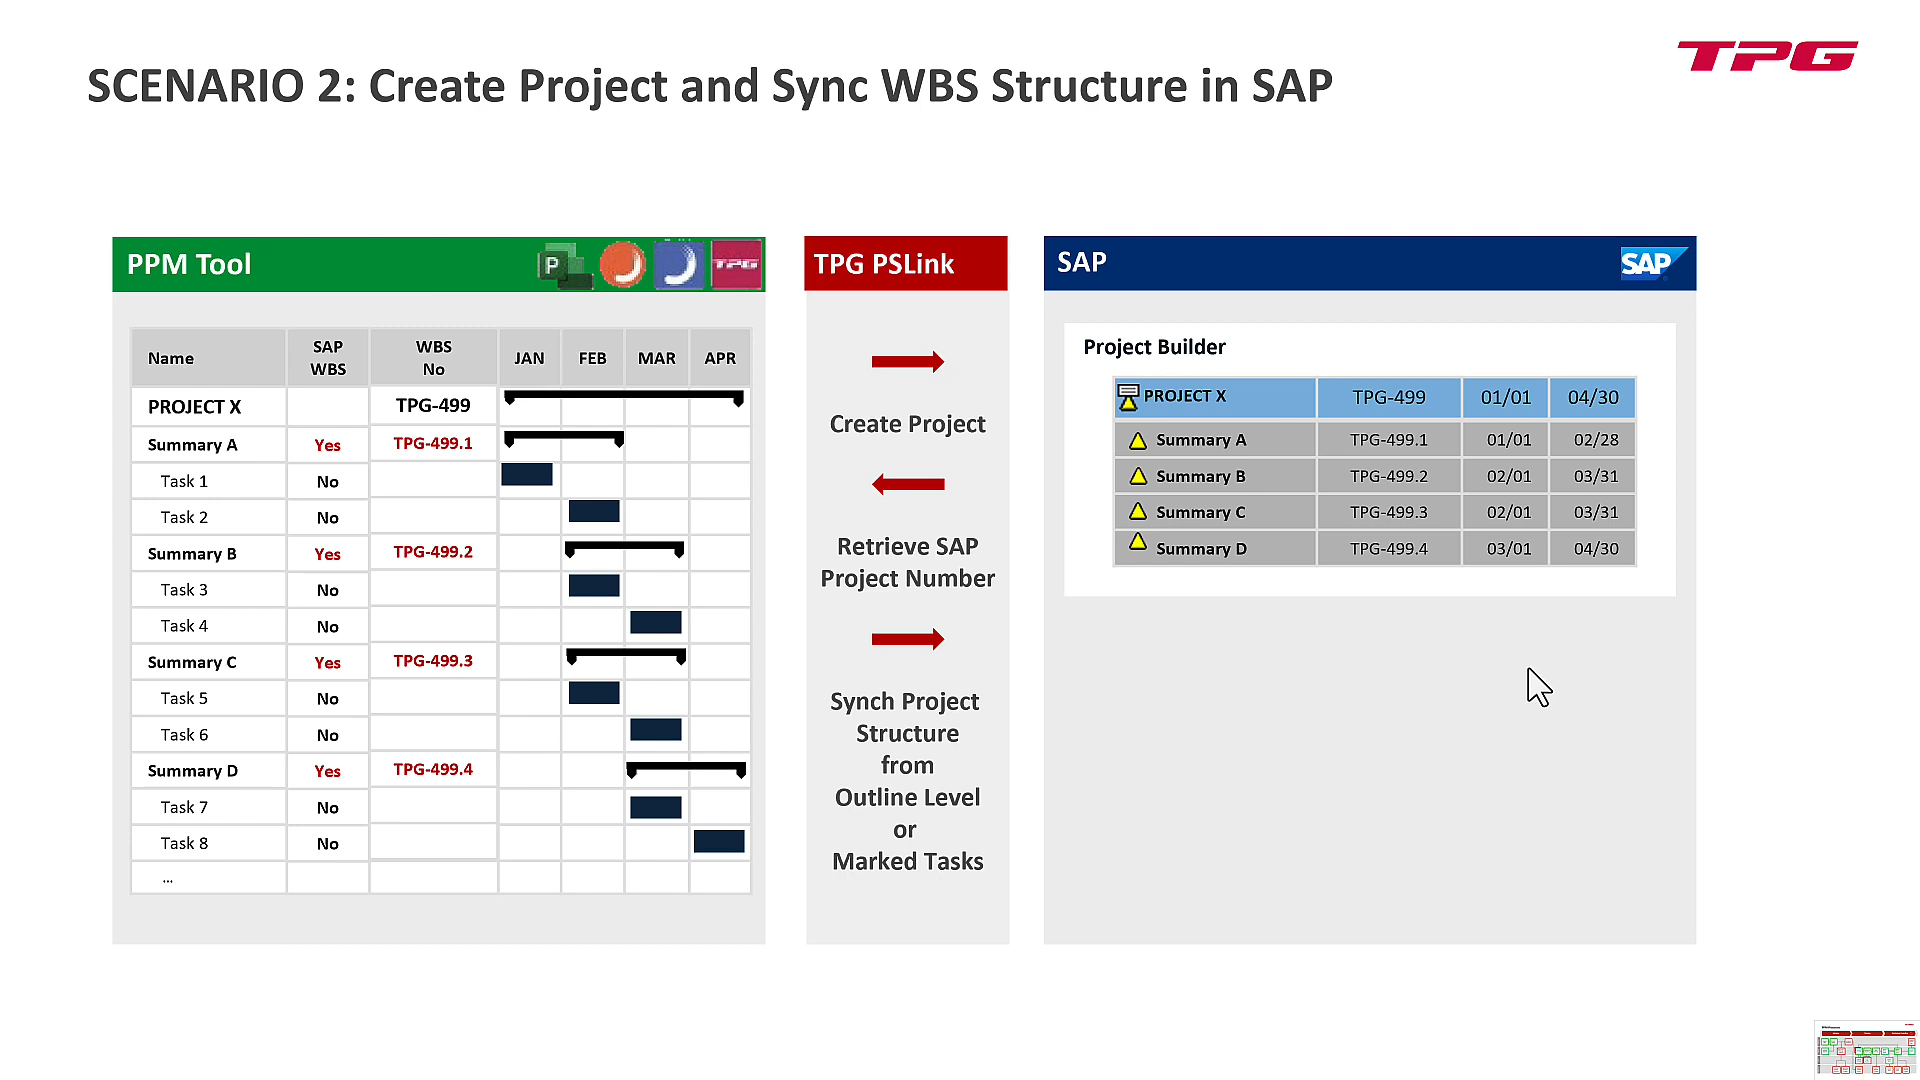 TPG
SCENARIO 2: Create Project and Sync WBS Structure in SAP
PPM Tool
P
TPG
Name
SAP
WBS
WBS
No
JAN FEB MAR APR
PROJECT X TPG-499
Summary A Yes TPG-499.1
Task 1 No
Task 2 No
Summary B Yes TPG-499.2
Task 3 No
Task 4 No
Summary C Yes TPG-499.3
Task 5 No
Task 6 No
Summary D Yes TPG-499.4
Task 7 No
Task 8 No
...
TPG PSLink
Create Project
Retrieve SAP
Project Number
Synch Project
Structure
from
Outline Level
or
Marked Tasks
SAP
SAP
Project Builder
PROJECT X TPG-499 01/01 04/30
Summary A TPG-499.1 01/01 02/28
Summary B TPG-499.2 02/01 03/31
Summary C TPG-499.3 02/01 03/31
Summary D TPG-499.4 03/01 04/30